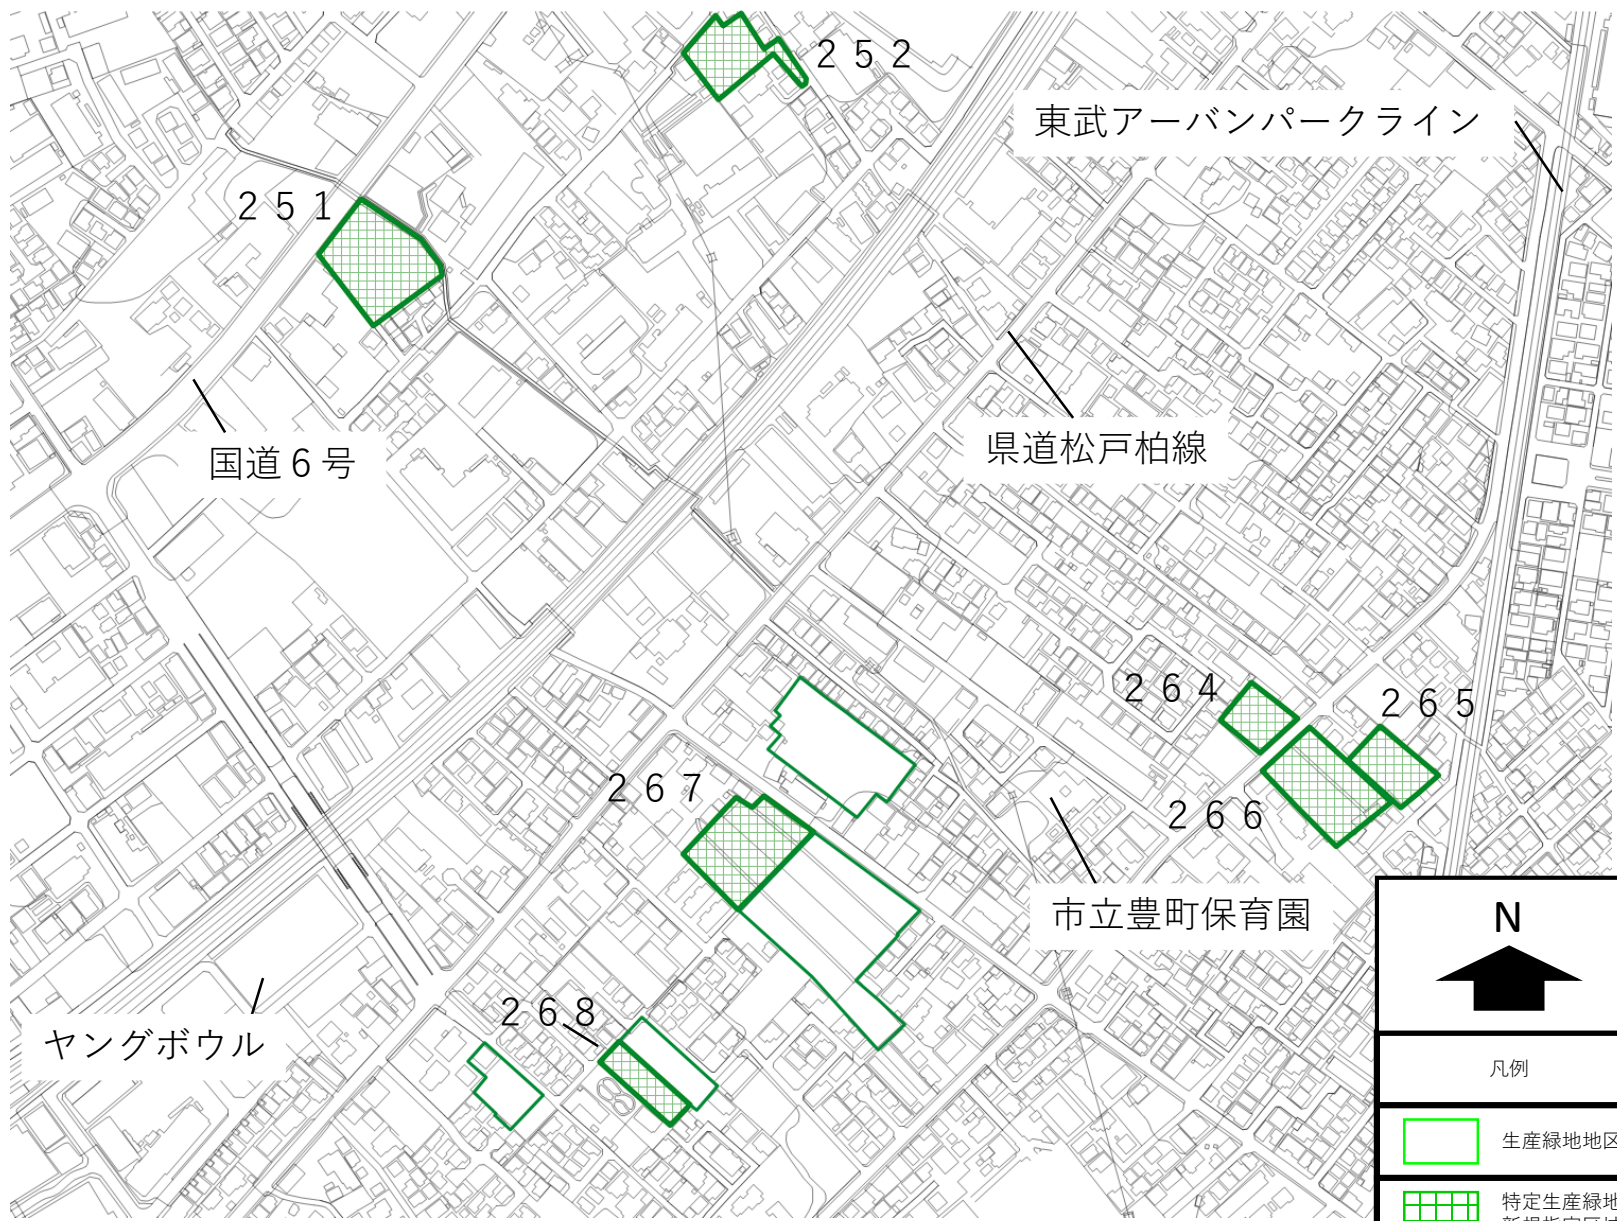 ２５２
東武アーバンパークライン
２５１
国道６号
県道松戸柏線
２６４
２６５
２６７
２６６
市立豊町保育園
N
２６８
ヤングボウル
凡例
生産緑地地区
特定生産緑地